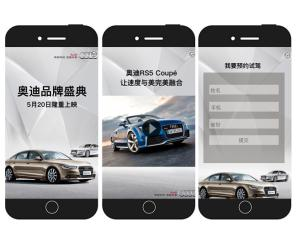 奥迪品牌盛典
5月20日隆重上映
奥迪RS5 Coupé
让速度与美完美融合
我要预约试驾
姓名
手机
省份
提交